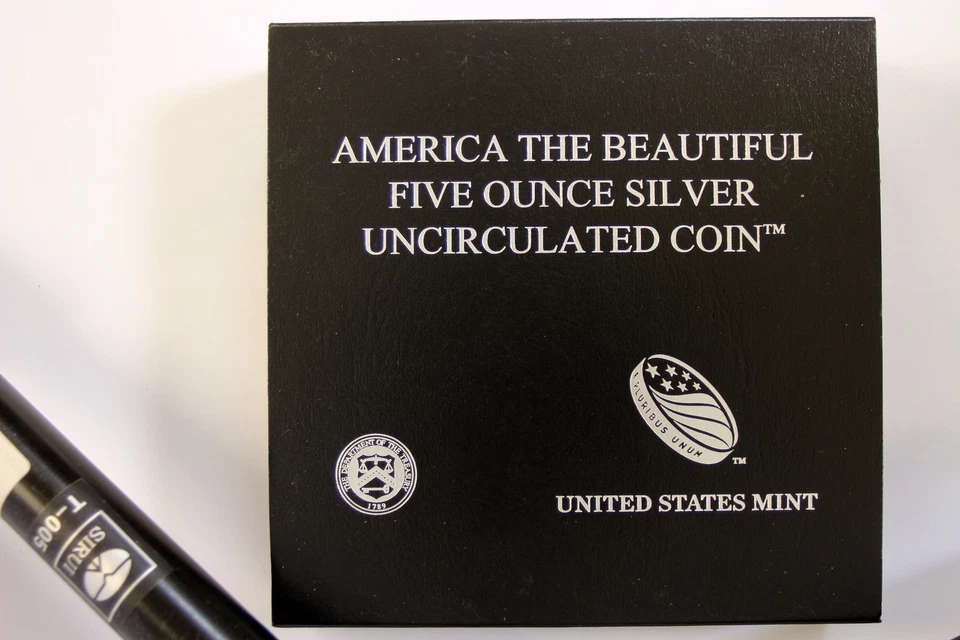 AMERICA THE BEAUTIFUL
FIVE OUNCE SILVER
UNCIRCULATED COIN™
E PLURIBUS UNUM
TM
THE DEPARTMENT OF THE TREASURY
1789
UNITED STATES MINT
T-005
SIRUI